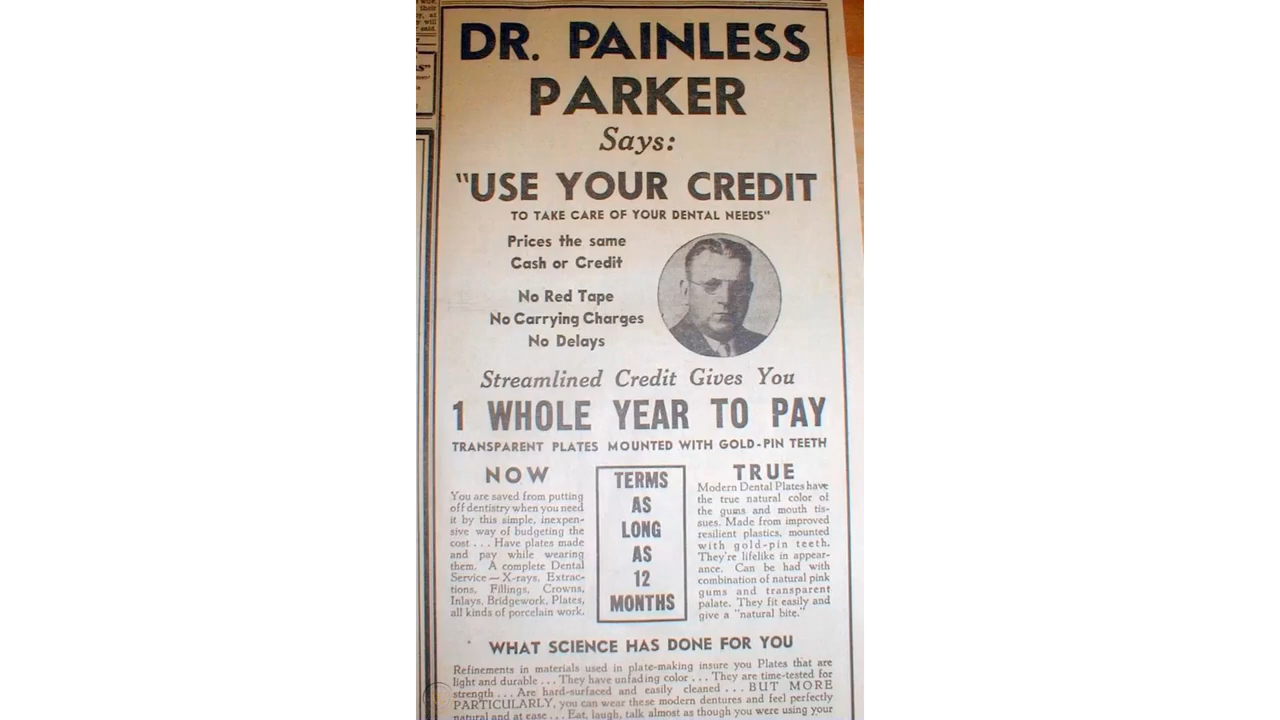 their
will
said.
DR. PAINLESS
PARKER
Says:
"USE YOUR CREDIT
TO TAKE CARE OF YOUR DENTAL NEEDS"
Prices the same
Cash or Credit
No Red Tape
No Carrying Charges
No Delays
Streamlined Credit Gives You
1 WHOLE YEAR TO PAY
TRANSPARENT PLATES MOUNTED WITH GOLD-PIN TEETH
NOW
You are saved from putting
off dentistry when you need
it by this simple, inexpen-
sive way of budgeting the
cost . . . Have plates made
and pay while wearing
them. A complete Dental
Service — X-rays, Extrac-
tions, Fillings, Crowns,
Inlays, Bridgework, Plates,
all kinds of porcelain work.
TERMS
AS
LONG
AS
12
MONTHS
TRUE
Modern Dental Plates have
the true natural color of
the gums and mouth tis-
sues. Made from improved
resilient plastics, mounted
with gold-pin teeth.
They're lifelike in appear-
ance. Can be had with
combination of natural pink
gums and transparent
palate. They fit easily and
give a "natural bite."
WHAT SCIENCE HAS DONE FOR YOU
Refinements in materials used in plate-making insure you Plates that are
light and durable . . . They have unfading color . . . They are time-tested for
strength . . . Are hard-surfaced and easily cleaned . . . BUT MORE
PARTICULARLY, you can wear these modern dentures and feel perfectly
natural and at ease . . . Eat, laugh, talk almost as though you were using your